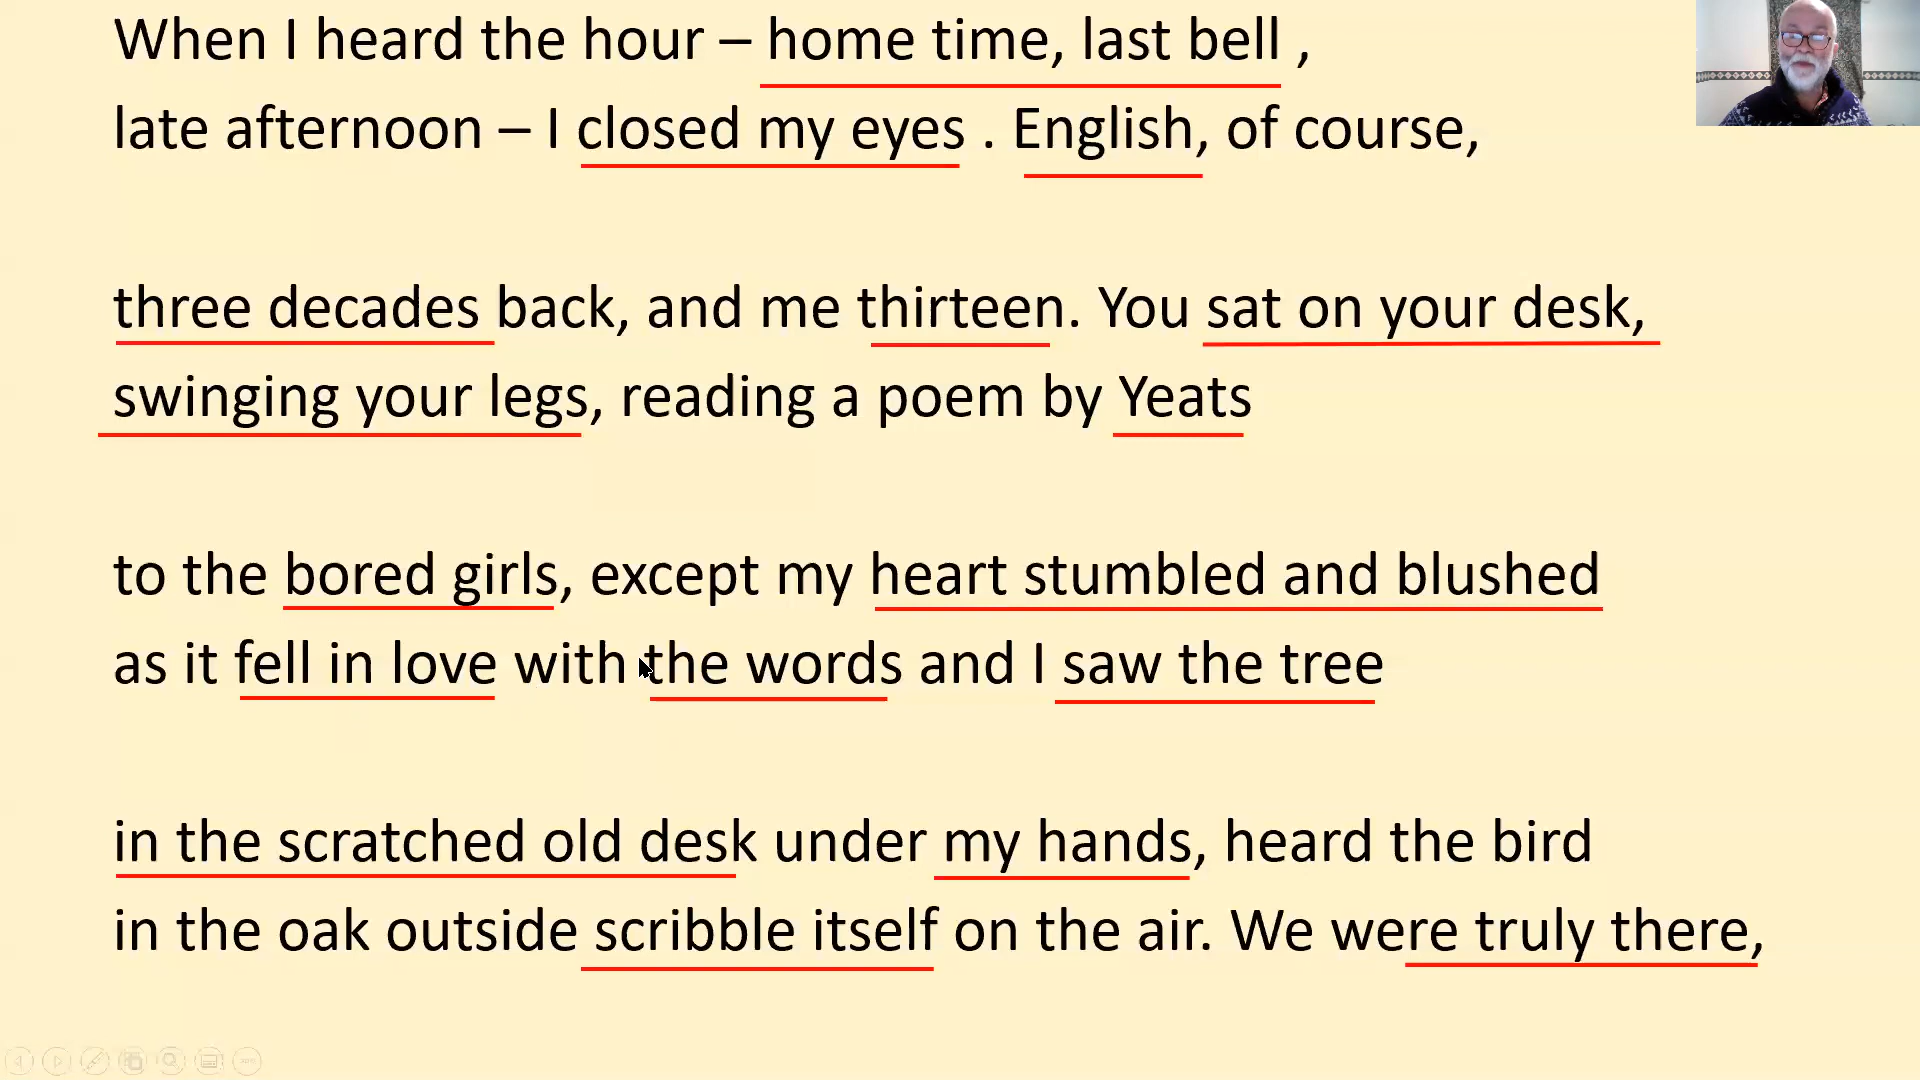 When I heard the hour – home time, last bell ,
late afternoon – I closed my eyes . English, of course,
three decades back, and me thirteen. You sat on your desk,
swinging your legs, reading a poem by Yeats
to the bored girls, except my heart stumbled and blushed
as it fell in love with the words and I saw the tree
in the scratched old desk under my hands, heard the bird
in the oak outside scribble itself on the air. We were truly there,